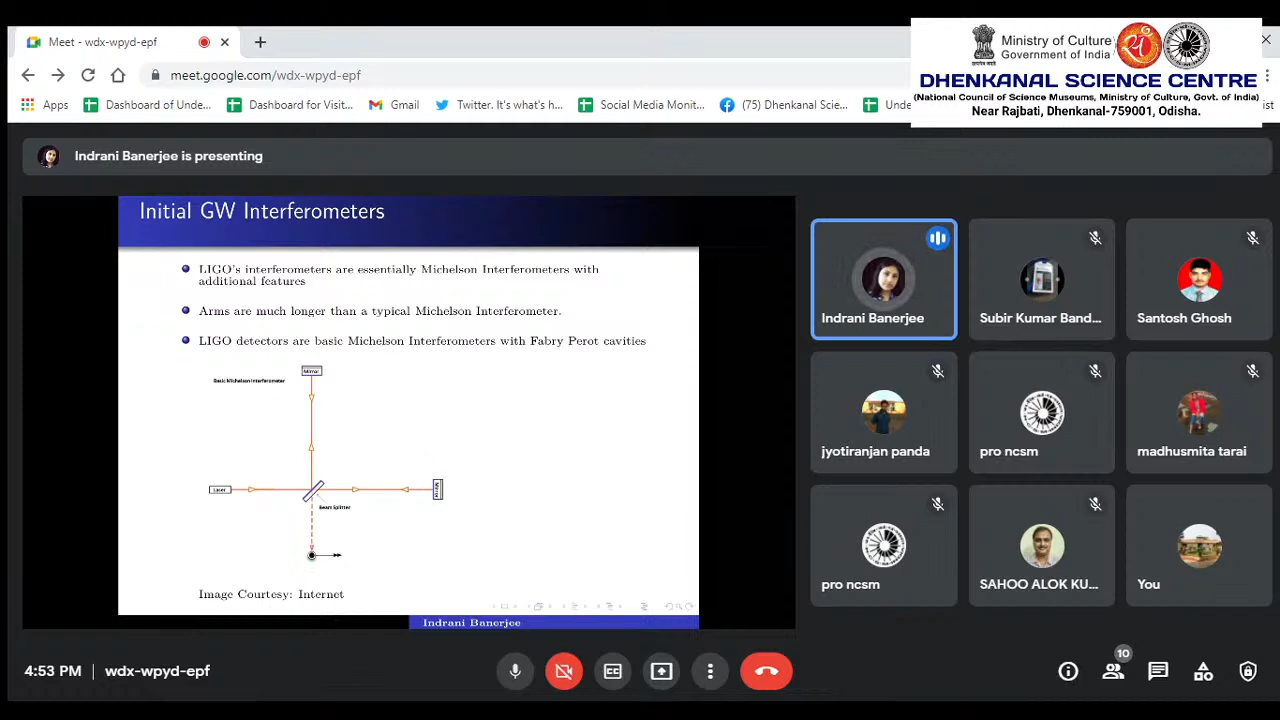 Meet - wdx-wpyd-epf
meet.google.com/wdx-wpyd-epf
Apps
Dashboard of Unde...
Dashboard for Visit...
Gmail
Twitter. It's what's h...
Social Media Monit...
(75) Dhenkanal Scie...
Unde
ist
Ministry of Culture
Government of India
DHENKANAL SCIENCE CENTRE
(National Council of Science Museums, Ministry of Culture, Govt. of India)
Near Rajbati, Dhenkanal-759001, Odisha.
Indrani Banerjee is presenting
Initial GW Interferometers
LIGO's interferometers are essentially Michelson Interferometers with
additional features
Arms are much longer than a typical Michelson Interferometer.
LIGO detectors are basic Michelson Interferometers with Fabry Perot cavities
Basic Michelson Interferometer
Mirror
Laser
Mirror
Beam Splitter
Image Courtesy: Internet
Indrani Banerjee
Indrani Banerjee
Subir Kumar Band...
Santosh Ghosh
jyotiranjan panda
pro ncsm
madhusmita tarai
pro ncsm
SAHOO ALOK KU...
You
4:53 PM
wdx-wpyd-epf
10